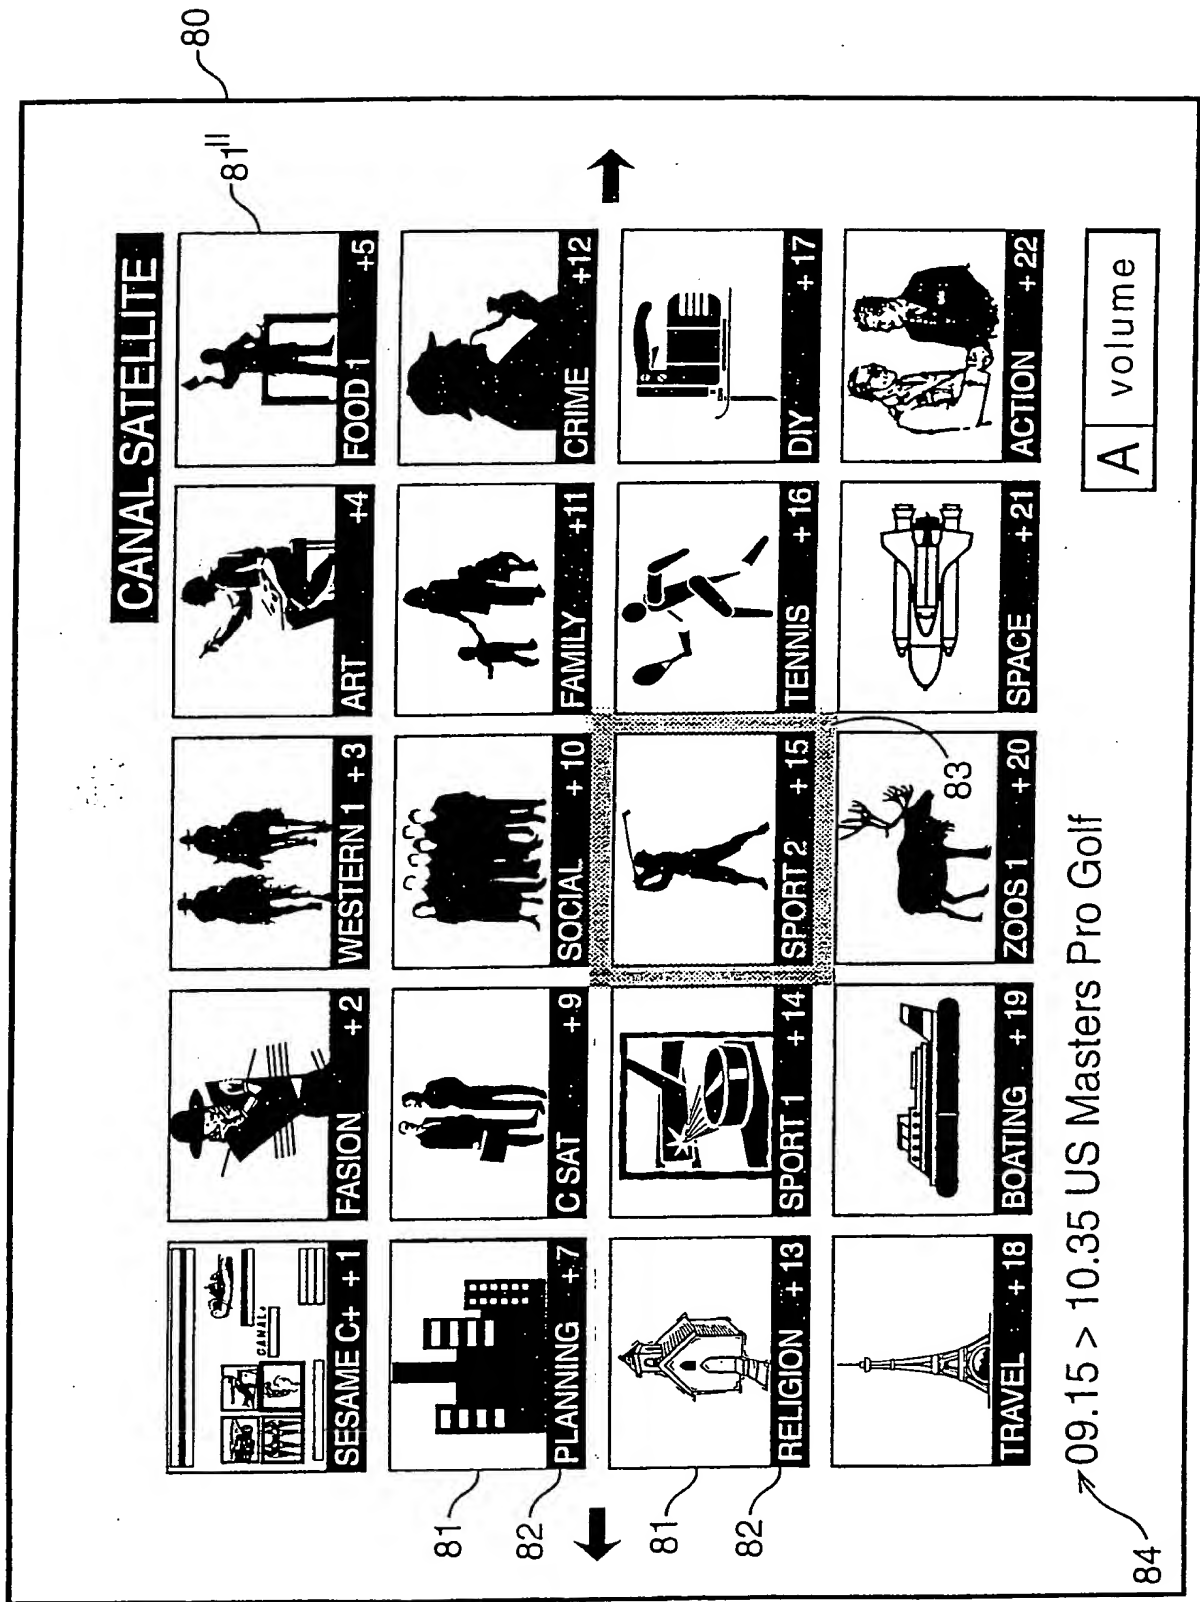 80
CANAL SATELLITE
81"
SESAME C+ +1
FASION +2
WESTERN 1 +3
ART +4
FOOD 1 +5
CANAL+
81
82
PLANNING +7
C SAT +9
SOCIAL +10
FAMILY +11
CRIME +12
81
82
RELIGION +13
SPORT 1 +14
SPORT 2 +15
TENNIS +16
DIY +17
83
TRAVEL +18
BOATING +19
ZOOS 1 +20
SPACE +21
ACTION +22
84
09.15 > 10.35 US Masters Pro Golf
A volume